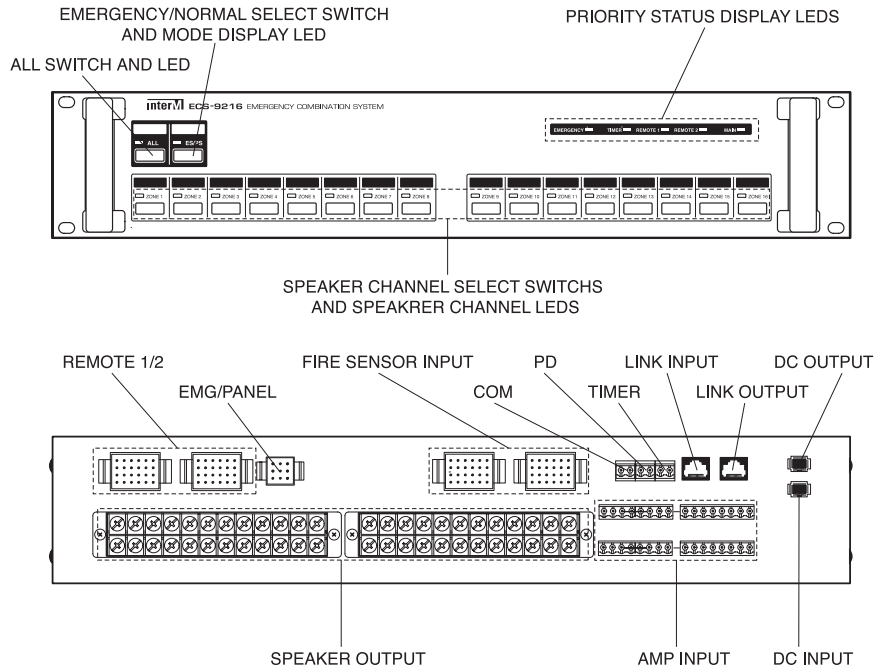 EMERGENCY/NORMAL SELECT SWITCH
AND MODE DISPLAY LED
PRIORITY STATUS DISPLAY LEDS
ALL SWITCH AND LED
InterM ECS-9216 EMERGENCY COMBINATION SYSTEM
EMERGENCY TIMER REMOTE 1 REMOTE 2 MAIN
ALL ES/PS
ZONE 1 ZONE 2 ZONE 3 ZONE 4 ZONE 5 ZONE 6 ZONE 7 ZONE 8 ZONE 9 ZONE 10 ZONE 11 ZONE 12 ZONE 13 ZONE 14 ZONE 15 ZONE 16
SPEAKER CHANNEL SELECT SWITCHS
AND SPEAKRER CHANNEL LEDS
REMOTE 1/2 FIRE SENSOR INPUT PD LINK INPUT DC OUTPUT
EMG/PANEL COM TIMER LINK OUTPUT
SPEAKER OUTPUT AMP INPUT DC INPUT